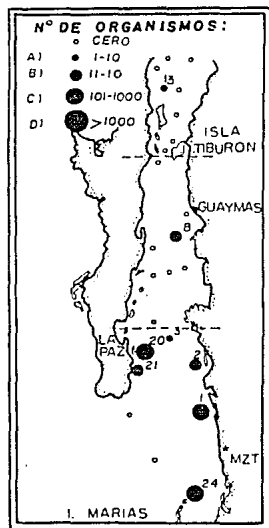 Nº DE ORGANISMOS:
CERO
A) 1-10
B) 11-10
C) 101-1000
D) >1000
13
ISLA
TIBURON
GUAYMAS
8
LA
PAZ
3
20
21
2
1
MZT
24
I. MARIAS